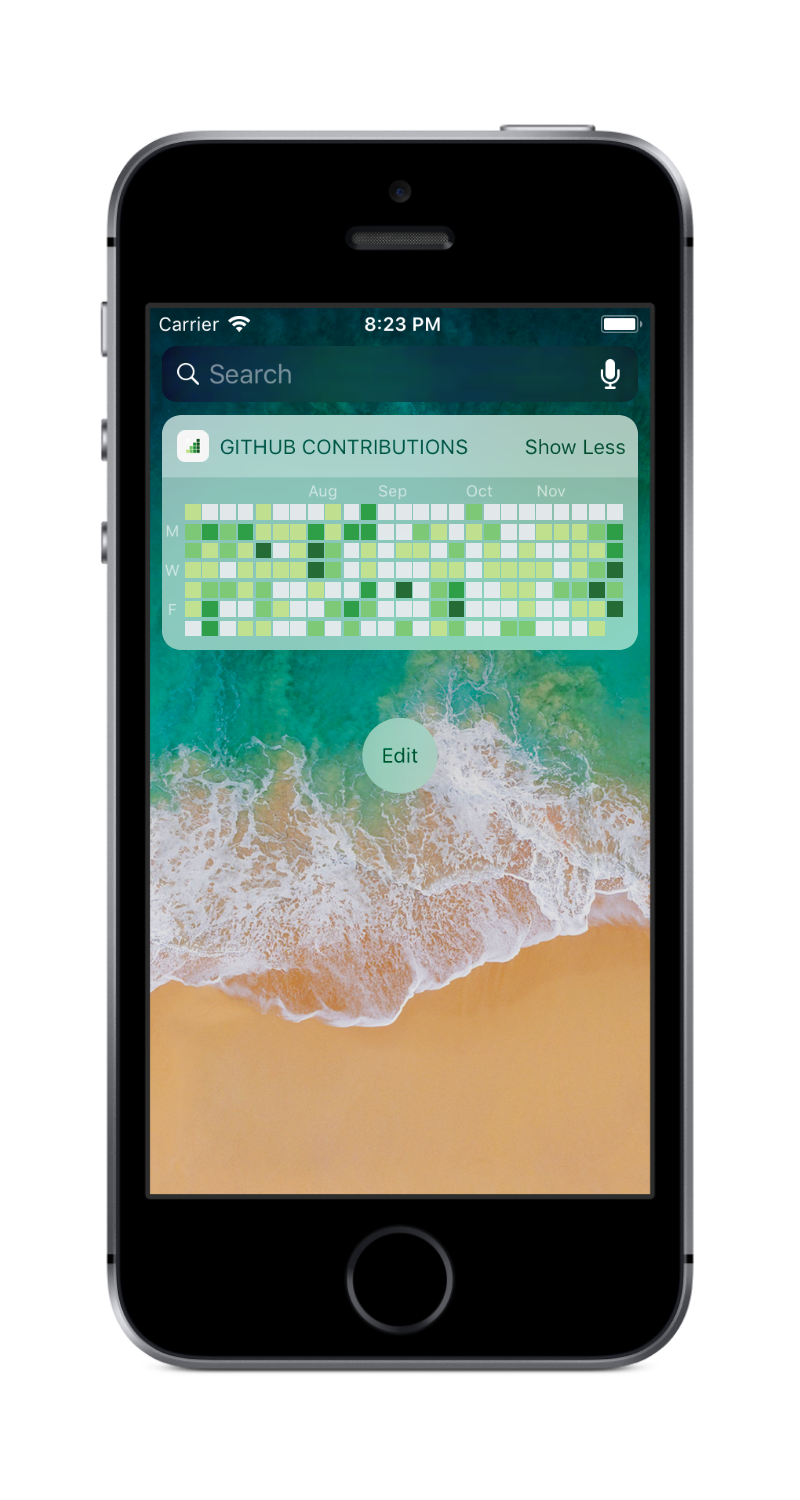 Carrier 8:23 PM
Search
GITHUB CONTRIBUTIONS Show Less
Aug Sep Oct Nov
M
W
F
Edit